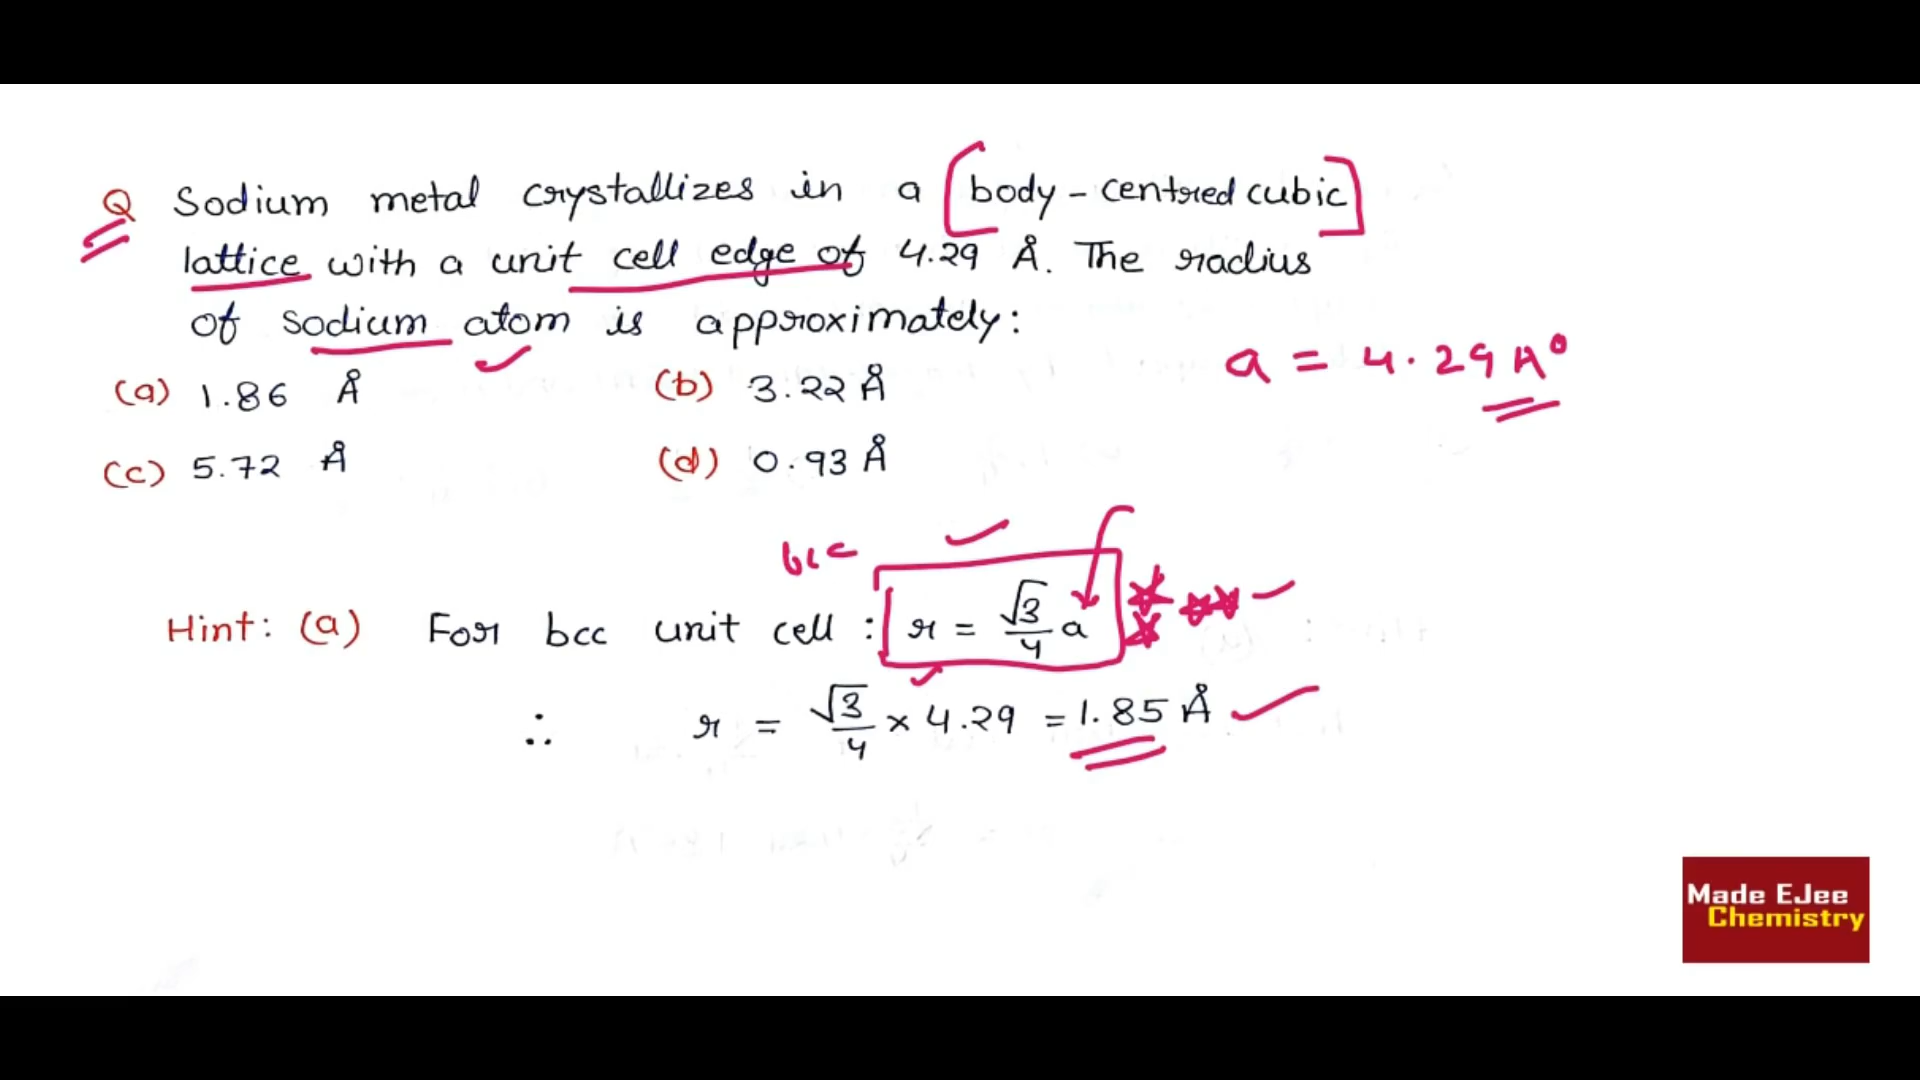 Q Sodium metal crystallizes in a [body-centred cubic]
lattice with a unit cell edge of 4.29 Å. The radius
of sodium atom is approximately:
a = 4.29 A°
(a) 1.86 Å (b) 3.22 Å
(c) 5.72 Å (d) 0.93 Å
bcc
Hint: (a) For bcc unit cell : r = √3/4 a
∴ r = √3/4 × 4.29 = 1.85 Å
Made EJee
Chemistry